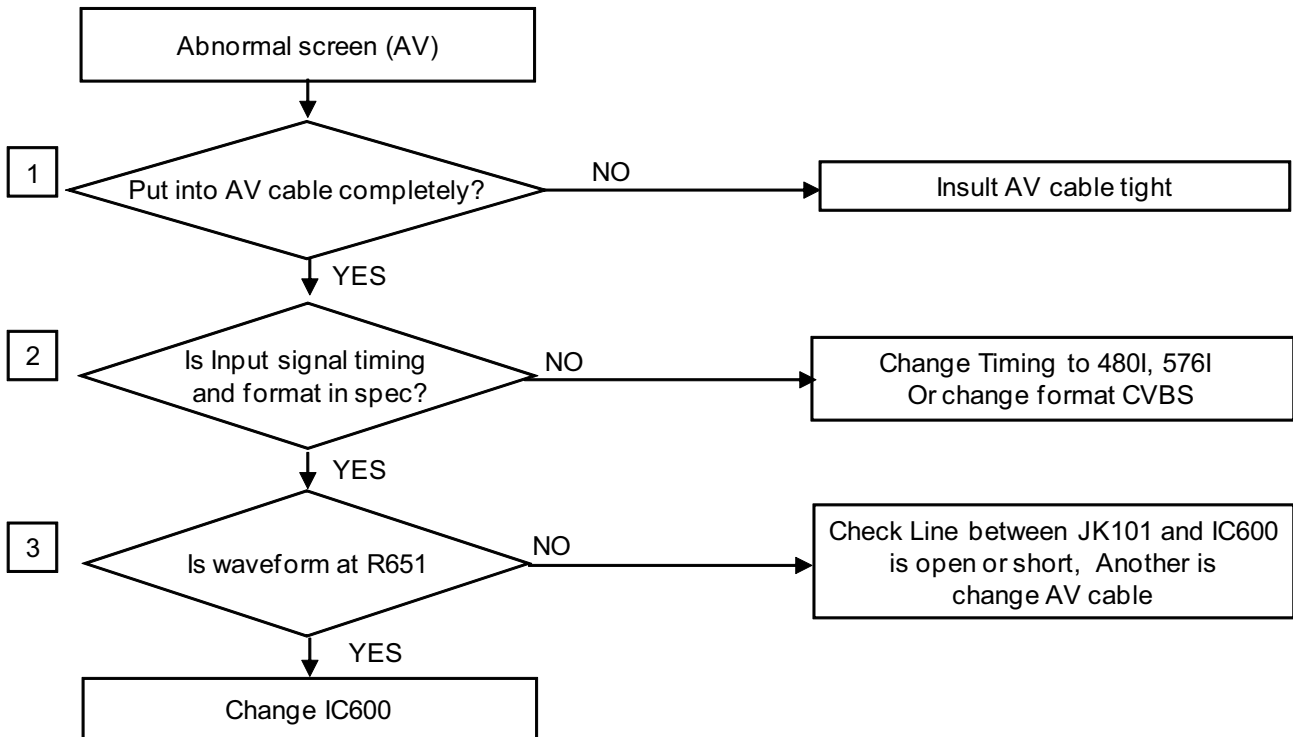 Abnormal screen (AV)
1
Put into AV cable completely?
NO
Insult AV cable tight
YES
2
Is Input signal timing
and format in spec?
NO
Change Timing to 480I, 576I
Or change format CVBS
YES
3
Is waveform at R651
NO
Check Line between JK101 and IC600
is open or short, Another is
change AV cable
YES
Change IC600